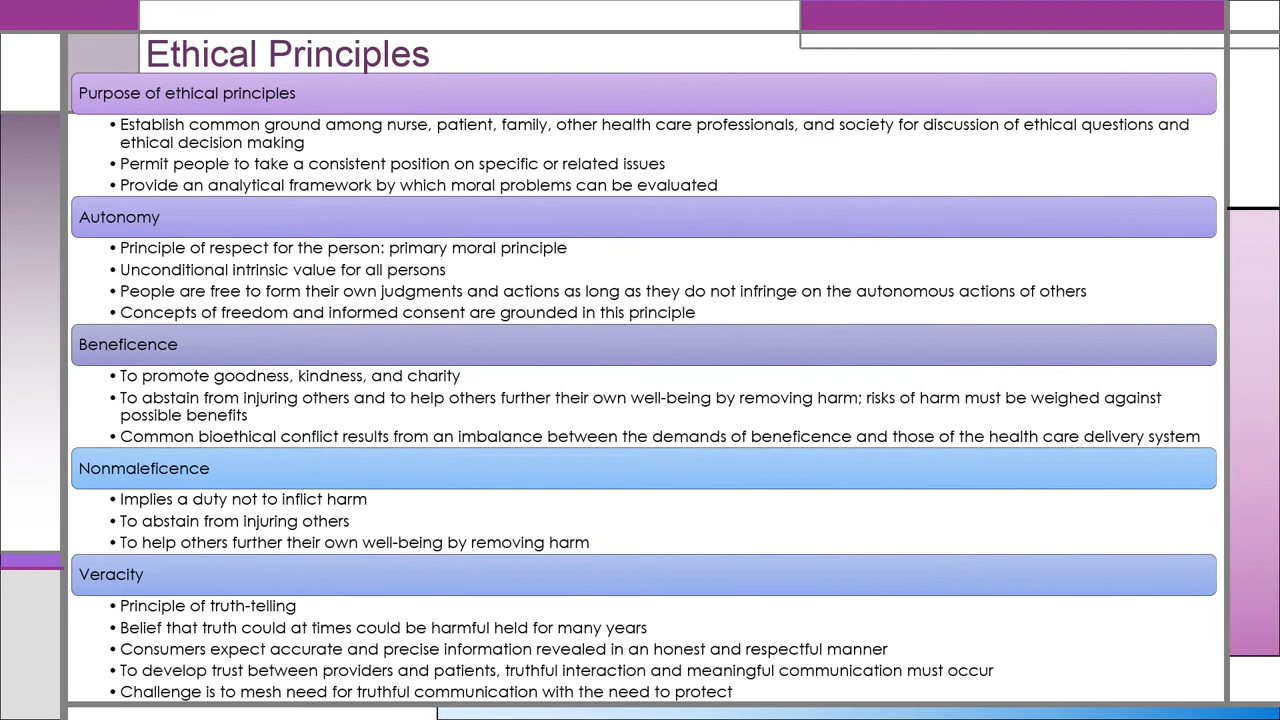 Ethical Principles
Purpose of ethical principles
• Establish common ground among nurse, patient, family, other health care professionals, and society for discussion of ethical questions and
ethical decision making
• Permit people to take a consistent position on specific or related issues
• Provide an analytical framework by which moral problems can be evaluated
Autonomy
• Principle of respect for the person: primary moral principle
• Unconditional intrinsic value for all persons
• People are free to form their own judgments and actions as long as they do not infringe on the autonomous actions of others
• Concepts of freedom and informed consent are grounded in this principle
Beneficence
• To promote goodness, kindness, and charity
• To abstain from injuring others and to help others further their own well-being by removing harm; risks of harm must be weighed against
possible benefits
• Common bioethical conflict results from an imbalance between the demands of beneficence and those of the health care delivery system
Nonmaleficence
• Implies a duty not to inflict harm
• To abstain from injuring others
• To help others further their own well-being by removing harm
Veracity
• Principle of truth-telling
• Belief that truth could at times could be harmful held for many years
• Consumers expect accurate and precise information revealed in an honest and respectful manner
• To develop trust between providers and patients, truthful interaction and meaningful communication must occur
• Challenge is to mesh need for truthful communication with the need to protect